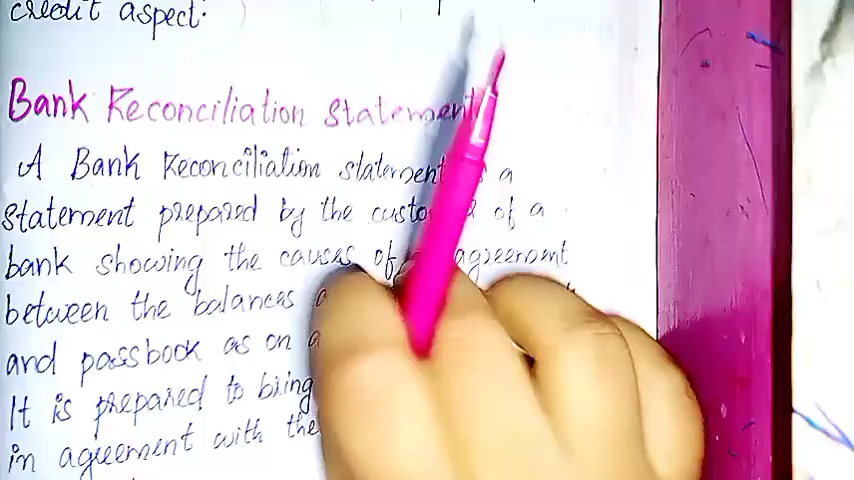 credit aspect.
Bank Reconciliation Statement
A Bank Reconciliation statement a
statement prepared by the of a
bank showing the causes of agreement
between the balances
and passbook as on
It is prepared to bring
in agreement with the